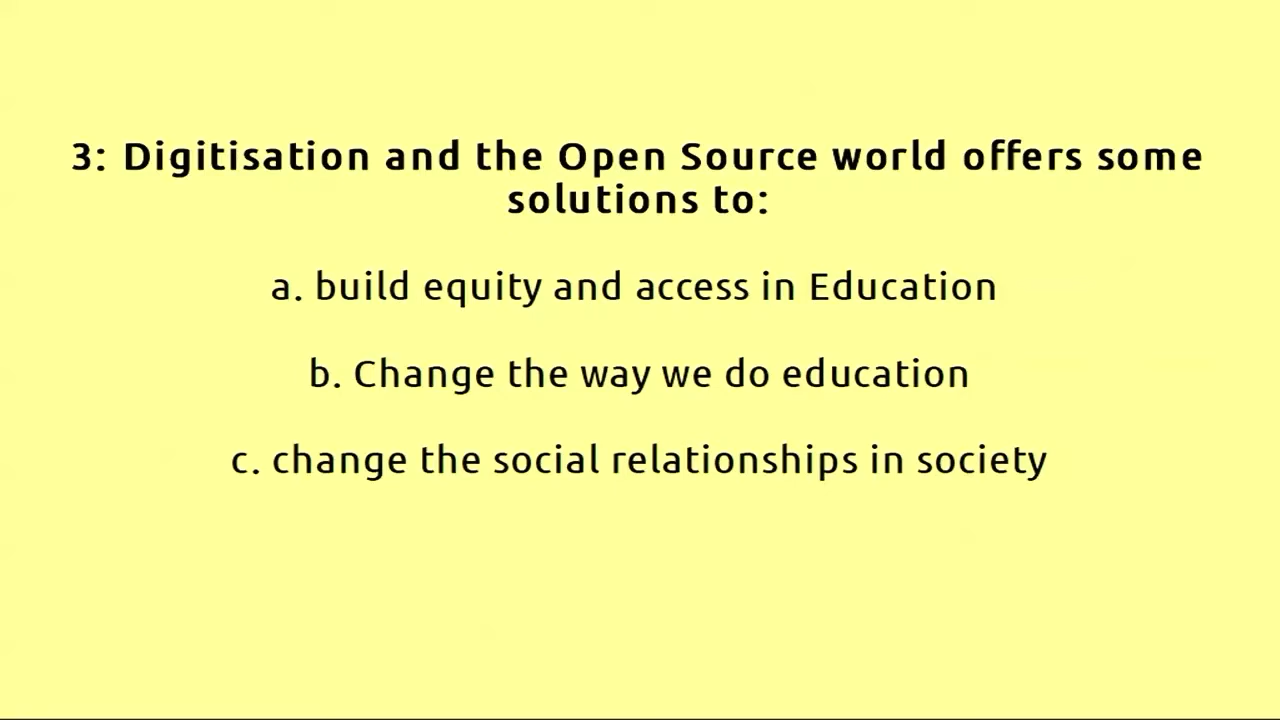 3: Digitisation and the Open Source world offers some
solutions to:
a. build equity and access in Education
b. Change the way we do education
c. change the social relationships in society